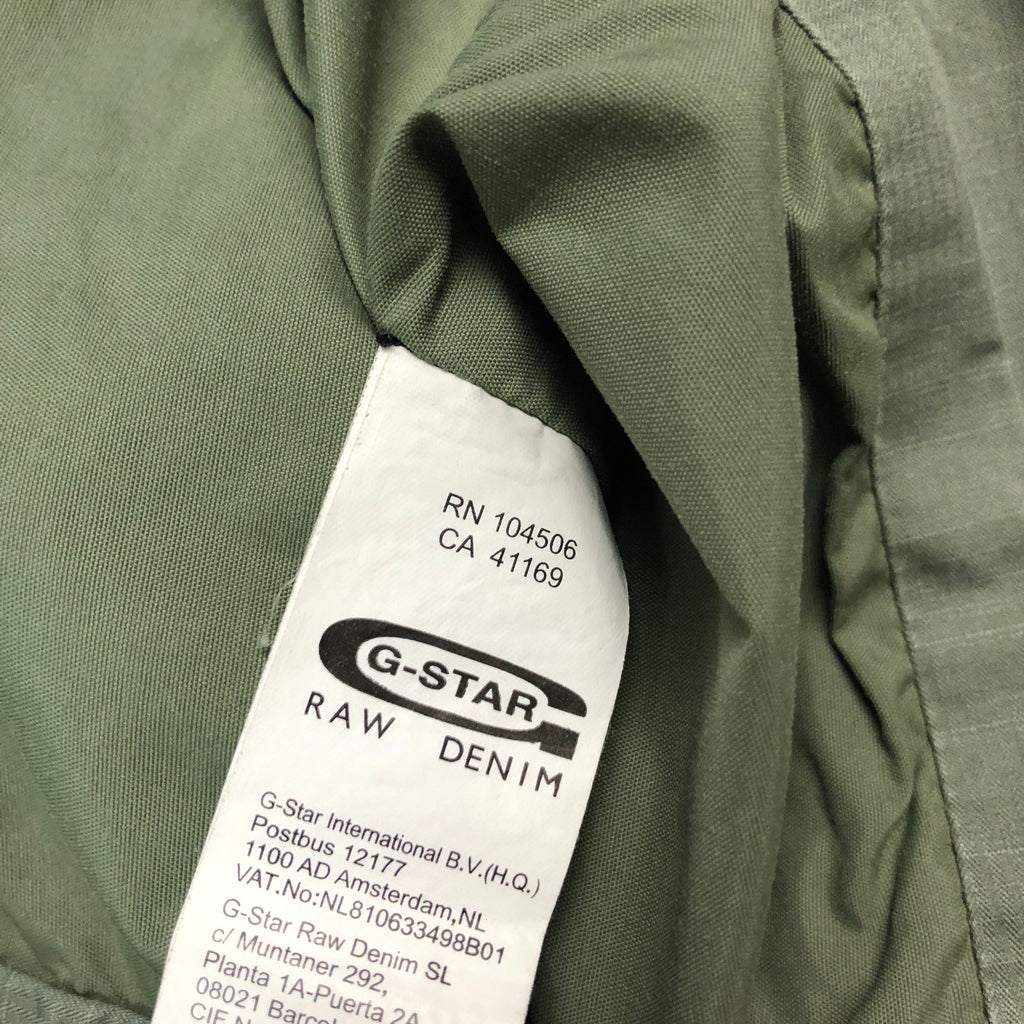 RN 104506
CA 41169
G-STAR
RAW DENIM
G-Star International B.V.(H.Q.)
Postbus 12177
1100 AD Amsterdam,NL
VAT.No:NL810633498B01
G-Star Raw Denim SL
c/ Muntaner 292,
Planta 1A-Puerta 2A
08021